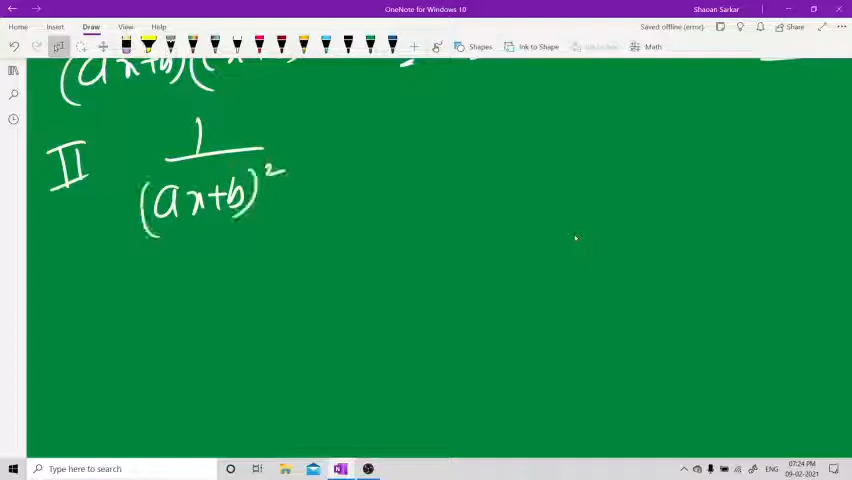 OneNote for Windows 10
Shaoan Sarkar
Home Insert Draw View Help
Saved offline (error) Share
Shapes Ink to Shape Math
(ax+b)(
II 1
(ax+b)²
Type here to search
ENG
07:24 PM
09-02-2021